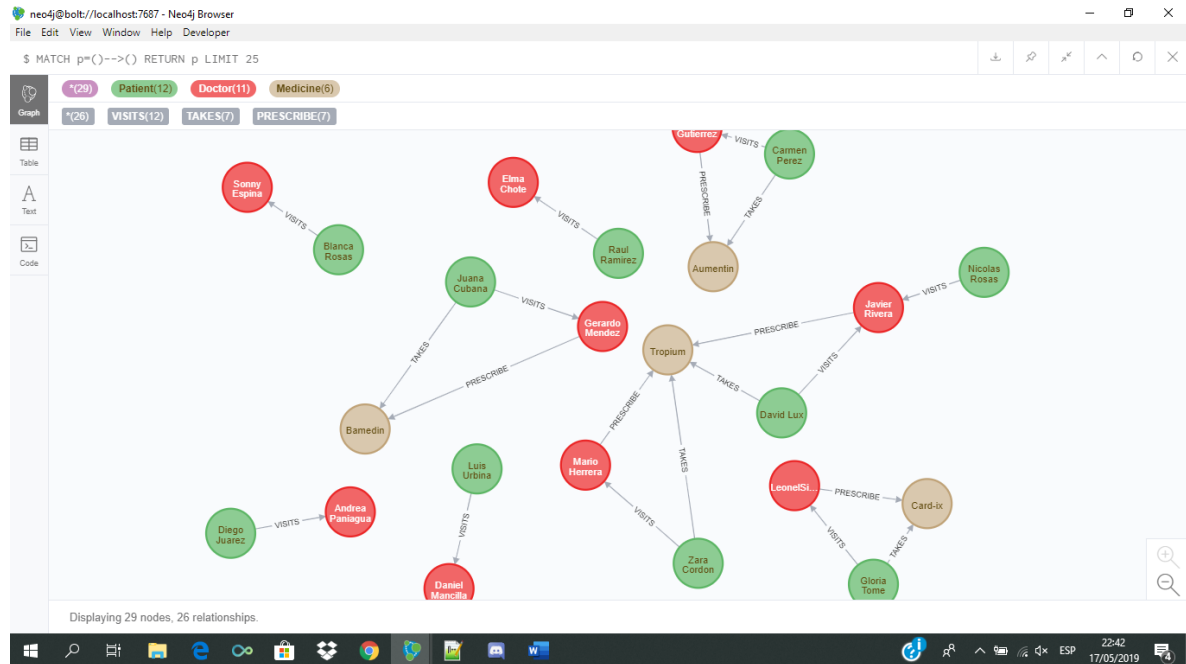 neo4j@bolt://localhost:7687 - Neo4j Browser
File Edit View Window Help Developer
$ MATCH p=()-->() RETURN p LIMIT 25
*(29) Patient(12) Doctor(11) Medicine(6)
*(26) VISITS(12) TAKES(7) PRESCRIBE(7)
Graph
Table
Text
Code
Gutierrez
VISITS
Carmen
Perez
PRESCRIBE
TAKES
Aumentin
Sonny
Espina
VISITS
Blanca
Rosas
Elma
Chote
VISITS
Raul
Ramirez
Juana
Cubana
VISITS
Gerardo
Mendez
TAKES
PRESCRIBE
Bamedin
Nicolas
Rosas
VISITS
Javier
Rivera
PRESCRIBE
Tropium
TAKES
VISITS
David Lux
PRESCRIBE
TAKES
Mario
Herrera
VISITS
Zara
Cordon
Luis
Urbina
VISITS
Daniel
Mancilla
Diego
Juarez
VISITS
Andrea
Paniagua
LeonelSi...
PRESCRIBE
Card-ix
VISITS
TAKES
Gloria
Tome
Displaying 29 nodes, 26 relationships.
ESP
22:42
17/05/2019
4